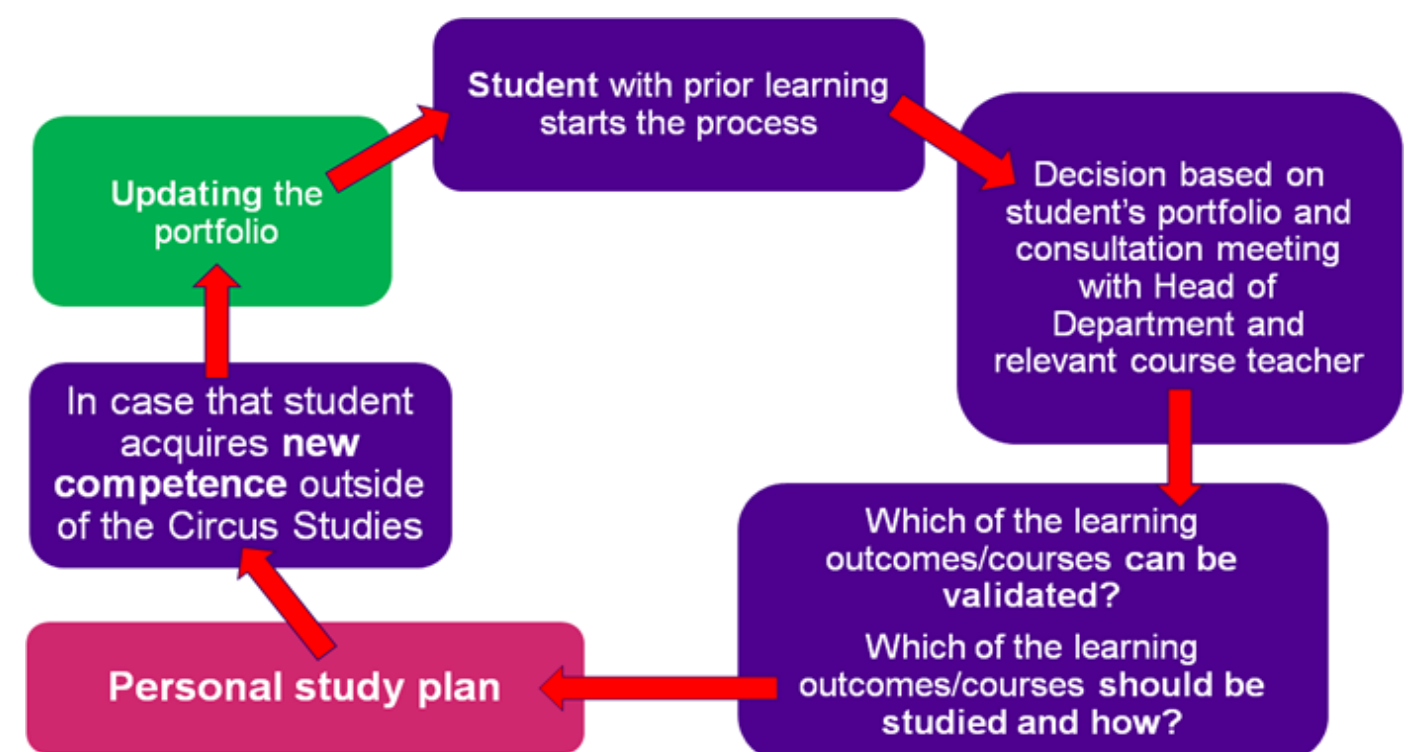 Student with prior learning
starts the process
Decision based on
student’s portfolio and
consultation meeting
with Head of
Department and
relevant course teacher
Which of the learning
outcomes/courses can be
validated?
Which of the learning
outcomes/courses should be
studied and how?
Personal study plan
In case that student
acquires new
competence outside
of the Circus Studies
Updating the
portfolio